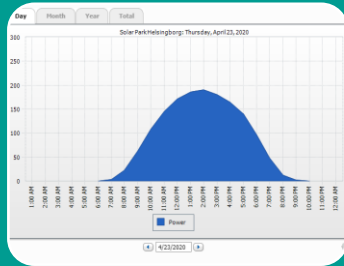 Day Month Year Total
Solar Park Helsingborg: Thursday, April 23, 2020
300
250
200
150
100
50
0
1:00 AM 2:00 AM 3:00 AM 4:00 AM 5:00 AM 6:00 AM 7:00 AM 8:00 AM 9:00 AM 10:00 AM 11:00 AM 12:00 PM 1:00 PM 2:00 PM 3:00 PM 4:00 PM 5:00 PM 6:00 PM 7:00 PM 8:00 PM 9:00 PM 10:00 PM 11:00 PM 12:00 AM
Power
4/23/2020